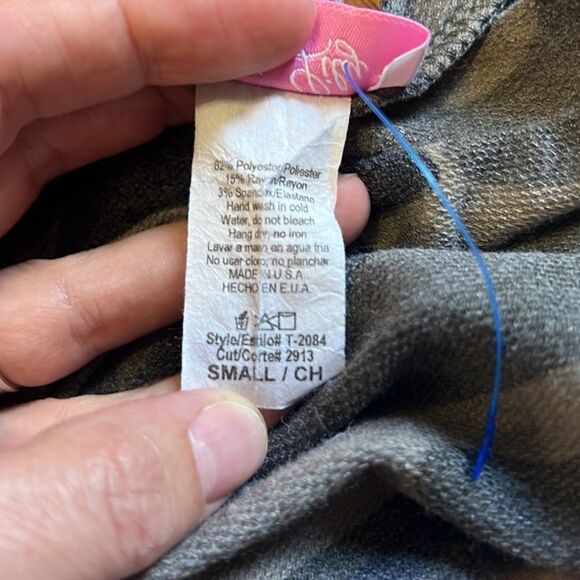 82% Polyester/Poliester
15% Rayon/Rayon
3% Spandex/Elastano
Hand wash in cold
Water, do not bleach
Hang dry, no iron
Lavar a mano en agua fria
No usar cloro, no planchar
MADE IN U.S.A
HECHO EN E.U.A
Style/Estilo# T-2084
Cut/Corte# 2913
SMALL / CH